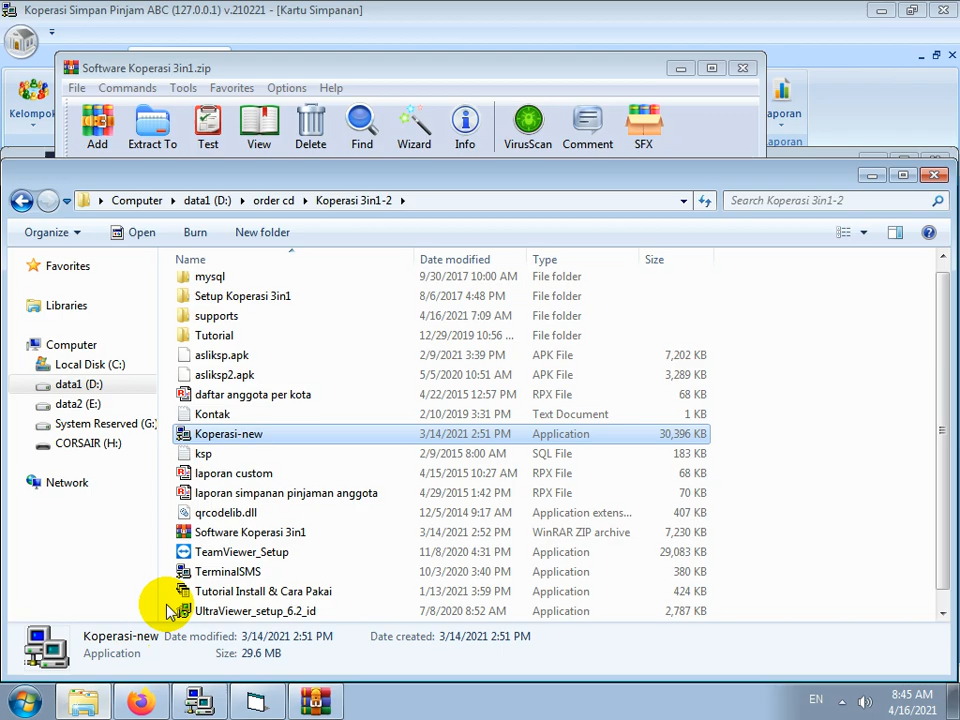 Koperasi Simpan Pinjam ABC (127.0.0.1) v.210221 - [Kartu Simpanan]
Software Koperasi 3in1.zip
File Commands Tools Favorites Options Help
Kelompok
Add Extract To Test View Delete Find Wizard Info VirusScan Comment SFX
aporan
aporan
Computer data1 (D:) order cd Koperasi 3in1-2
Search Koperasi 3in1-2
Organize Open Burn New folder
Favorites
Libraries
Computer
Local Disk (C:)
data1 (D:)
data2 (E:)
System Reserved (G:
CORSAIR (H:)
Network
Name Date modified Type Size
mysql 9/30/2017 10:00 AM File folder
Setup Koperasi 3in1 8/6/2017 4:48 PM File folder
supports 4/16/2021 7:09 AM File folder
Tutorial 12/29/2019 10:56 ... File folder
asliksp.apk 2/9/2021 3:39 PM APK File 7,202 KB
asliksp2.apk 5/5/2020 10:51 AM APK File 3,289 KB
daftar anggota per kota 4/22/2015 12:57 PM RPX File 68 KB
Kontak 2/10/2019 3:31 PM Text Document 1 KB
Koperasi-new 3/14/2021 2:51 PM Application 30,396 KB
ksp 2/9/2015 8:00 AM SQL File 183 KB
laporan custom 4/15/2015 10:27 AM RPX File 68 KB
laporan simpanan pinjaman anggota 4/29/2015 1:42 PM RPX File 70 KB
qrcodelib.dll 12/5/2014 9:17 AM Application extens... 407 KB
Software Koperasi 3in1 3/14/2021 2:52 PM WinRAR ZIP archive 7,230 KB
TeamViewer_Setup 11/8/2020 4:31 PM Application 29,083 KB
TerminalSMS 10/3/2020 3:40 PM Application 380 KB
Tutorial Install & Cara Pakai 1/13/2021 3:59 PM Application 424 KB
UltraViewer_setup_6.2_id 7/8/2020 8:52 AM Application 2,787 KB
Koperasi-new Date modified: 3/14/2021 2:51 PM Date created: 3/14/2021 2:51 PM
Application Size: 29.6 MB
EN
8:45 AM
4/16/2021